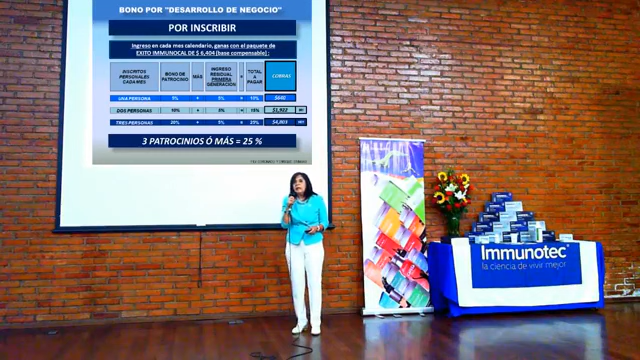 BONO POR "DESARROLLO DE NEGOCIO"
POR INSCRIBIR
Ingreso en cada mes calendario, ganas con el paquete de
EXITO IMMUNOCAL DE $ 6,404 [base compensable] :
INSCRITOS PERSONALES CADA MES
BONO DE PATROCINIO
MÁS
INGRESO RESIDUAL PRIMERA GENERACION
=
TOTAL A PAGAR
COBRAS
UNA PERSONA 5% + 5% = 10% $640
DOS PERSONAS 10% + 5% = 15% $1,922
TRES PERSONAS 20% + 5% = 25% $4,803
3 PATROCINIOS Ó MÁS = 25 %
Immunotec
la ciencia de vivir mejor